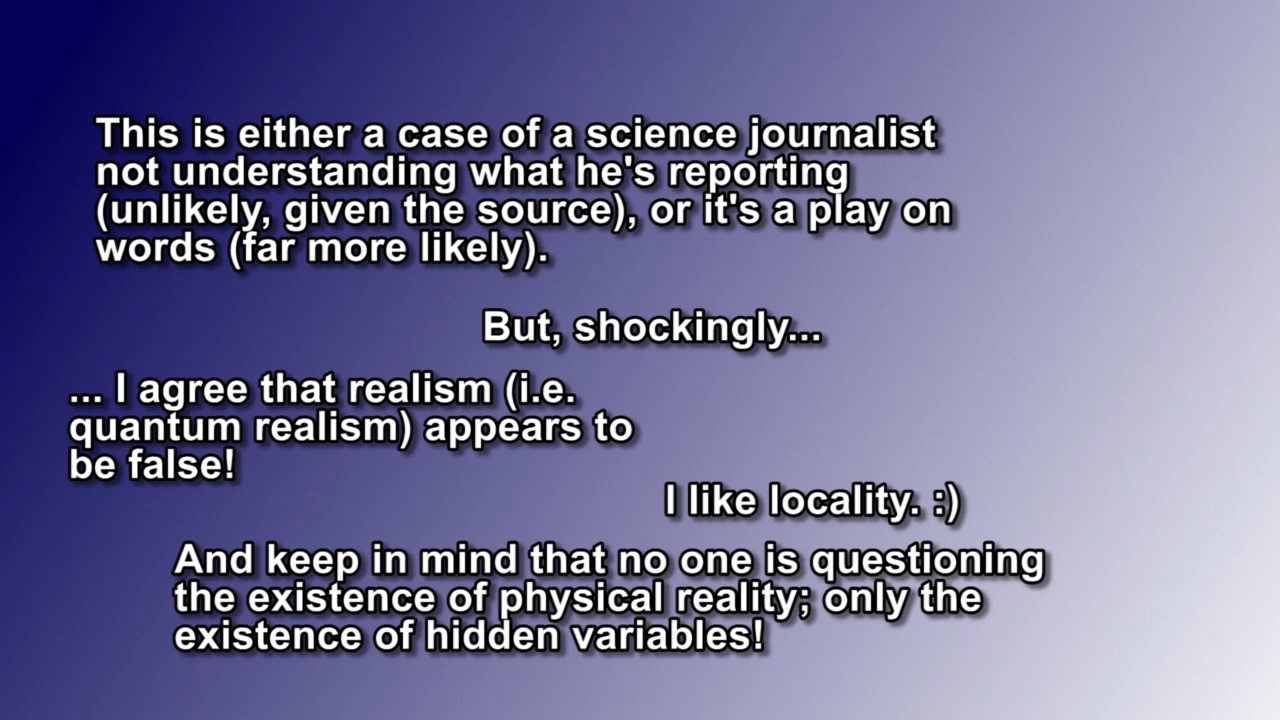 This is either a case of a science journalist
not understanding what he's reporting
(unlikely, given the source), or it's a play on
words (far more likely).
But, shockingly...
... I agree that realism (i.e.
quantum realism) appears to
be false!
I like locality. :)
And keep in mind that no one is questioning
the existence of physical reality; only the
existence of hidden variables!